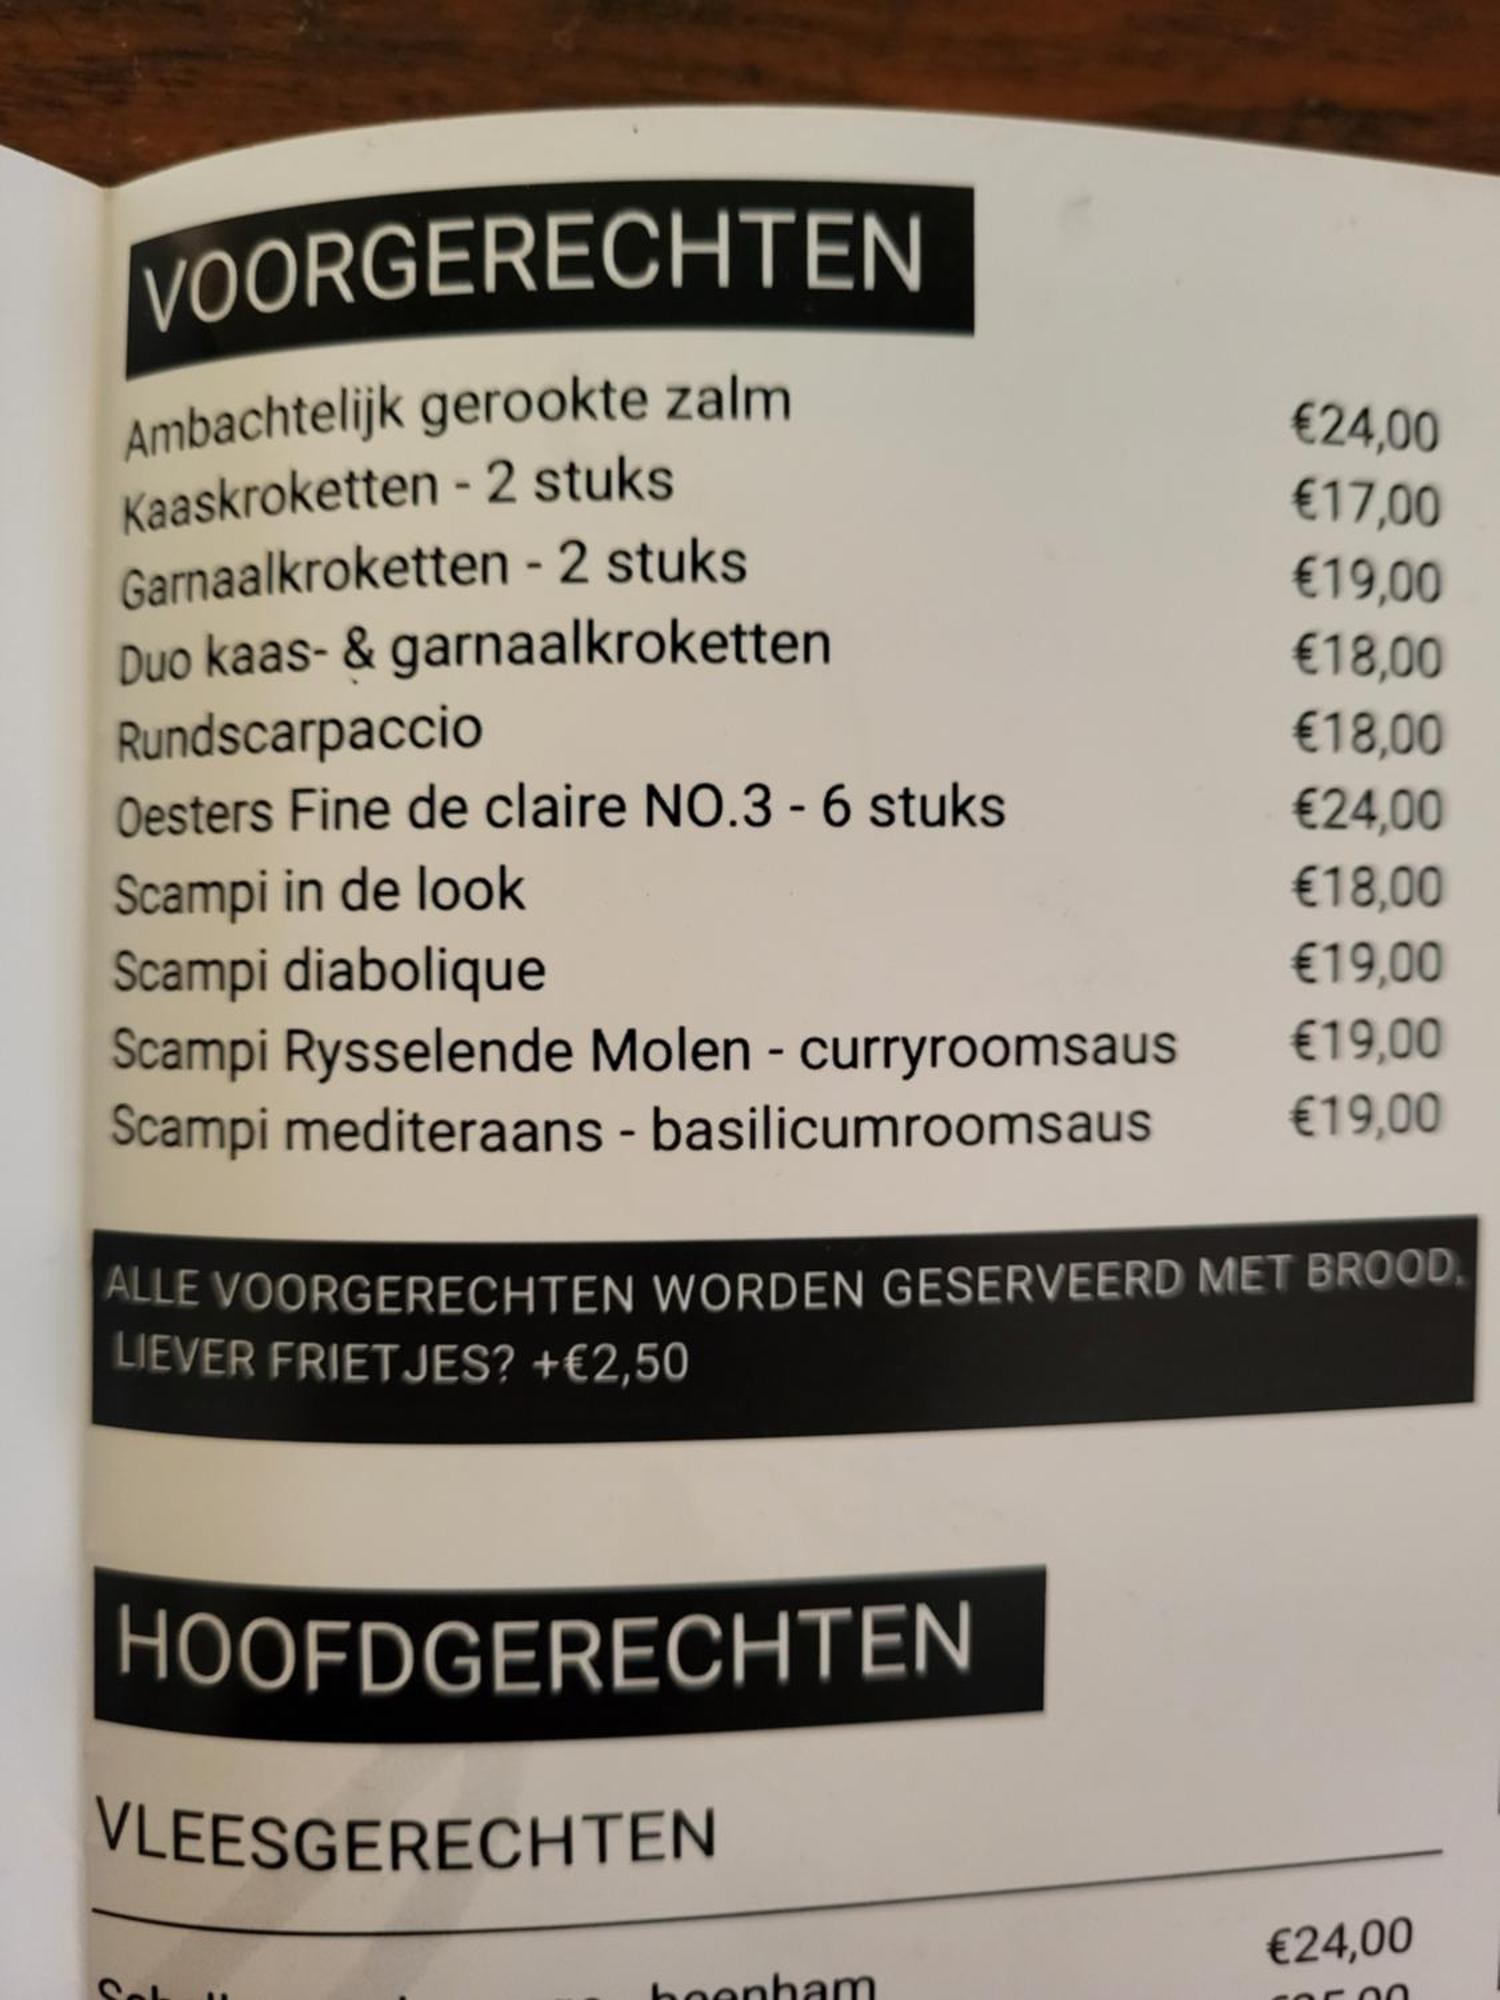 VOORGERECHTEN
Ambachtelijk gerookte zalm €24,00
Kaaskroketten - 2 stuks €17,00
Garnaalkroketten - 2 stuks €19,00
Duo kaas- & garnaalkroketten €18,00
Rundscarpaccio €18,00
Oesters Fine de claire NO.3 - 6 stuks €24,00
Scampi in de look €18,00
Scampi diabolique €19,00
Scampi Rysselende Molen - curryroomsaus €19,00
Scampi mediteraans - basilicumroomsaus €19,00
ALLE VOORGERECHTEN WORDEN GESERVEERD MET BROOD.
LIEVER FRIETJES? +€2,50
HOOFDGERECHTEN
VLEESGERECHTEN
beenham €24,00